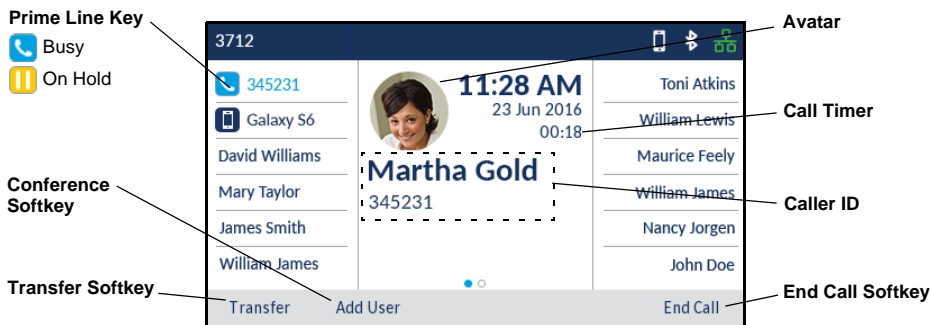 Prime Line Key
Busy
On Hold
Conference
Softkey
Transfer Softkey
3712
345231
Galaxy S6
David Williams
Mary Taylor
James Smith
William James
11:28 AM
23 Jun 2016
00:18
Martha Gold
345231
Toni Atkins
William Lewis
Maurice Feely
William James
Nancy Jorgen
John Doe
Transfer
Add User
End Call
Avatar
Call Timer
Caller ID
End Call Softkey